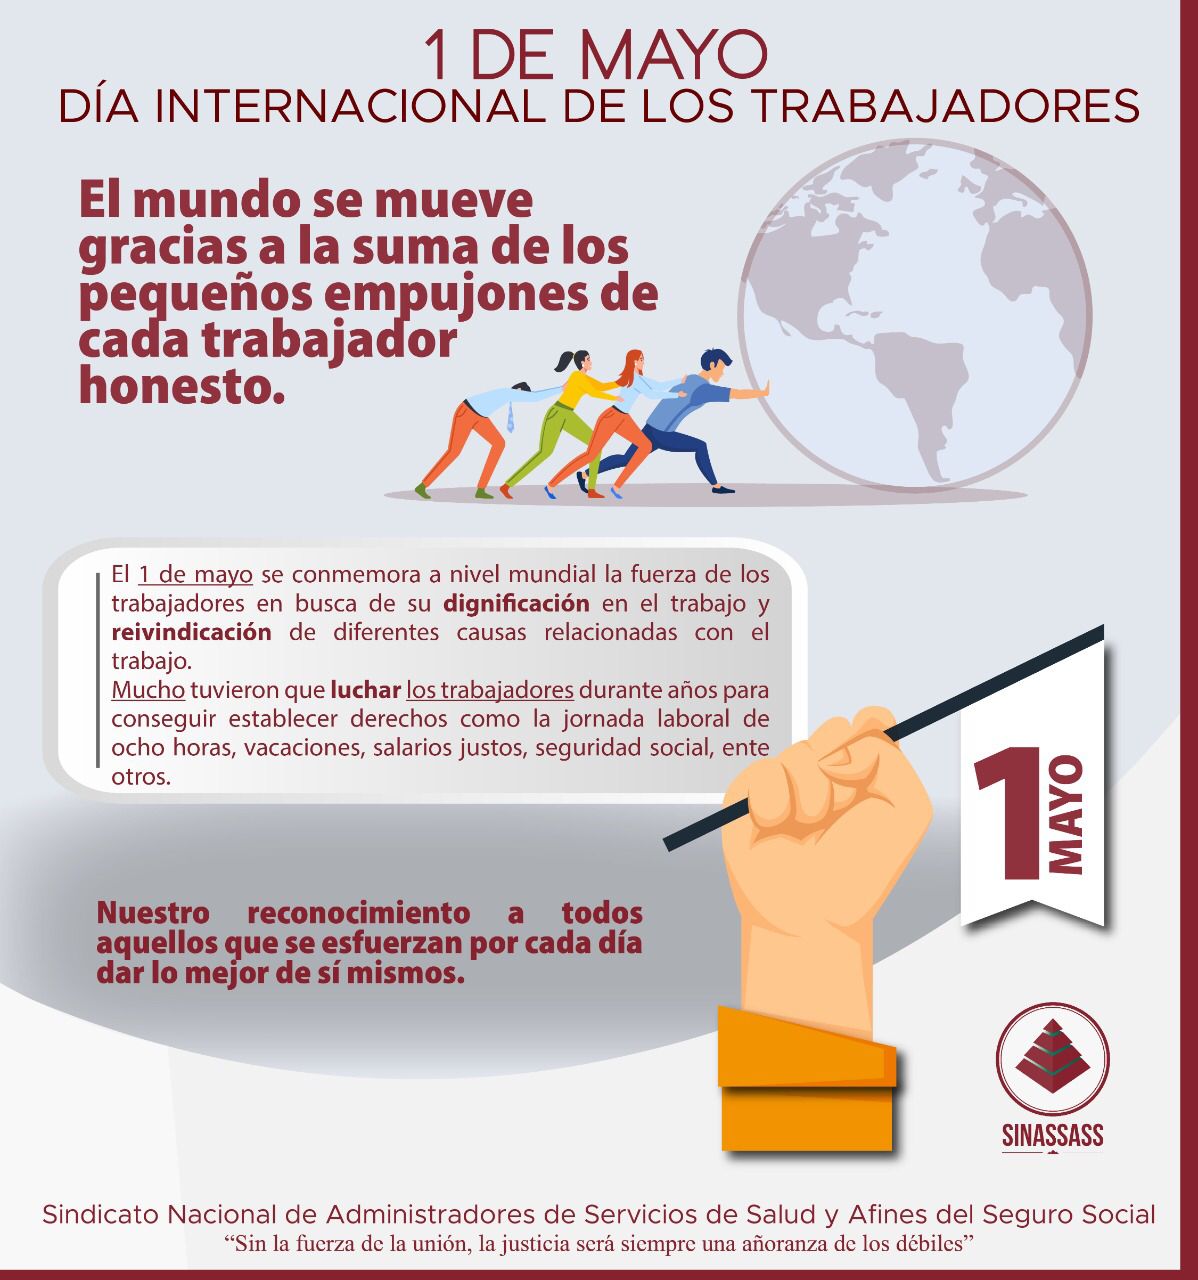 1 DE MAYO
DÍA INTERNACIONAL DE LOS TRABAJADORES
El mundo se mueve
gracias a la suma de los
pequeños empujones de
cada trabajador
honesto.
El 1 de mayo se conmemora a nivel mundial la fuerza de los
trabajadores en busca de su dignificación en el trabajo y
reivindicación de diferentes causas relacionadas con el
trabajo.
Mucho tuvieron que luchar los trabajadores durante años para
conseguir establecer derechos como la jornada laboral de
ocho horas, vacaciones, salarios justos, seguridad social, ente
otros.
1
MAYO
Nuestro reconocimiento a todos
aquellos que se esfuerzan por cada día
dar lo mejor de sí mismos.
SINASSASS
Sindicato Nacional de Administradores de Servicios de Salud y Afines del Seguro Social
“Sin la fuerza de la unión, la justicia será siempre una añoranza de los débiles”